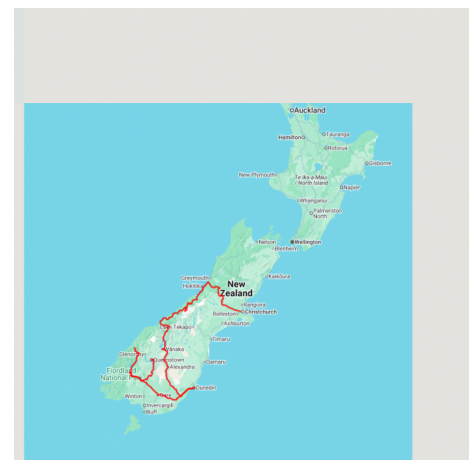 Auckland
Hamilton
Tauranga
Rotorua
Gisborne
New Plymouth
Te Ika-a-Māui
/ North Island
Napier
Whanganui
Palmerston
North
Nelson
Wellington
Blenheim
Kaikōura
Greymouth
Hokitika
New
Zealand
Rangiora
Rolleston
Christchurch
Ashburton
Tekapo
Timaru
Wānaka
Glenorchy
Queenstown
Oamaru
Alexandra
Fiordland
National
Dunedin
Winton
Gore
Invercargill
Bluff